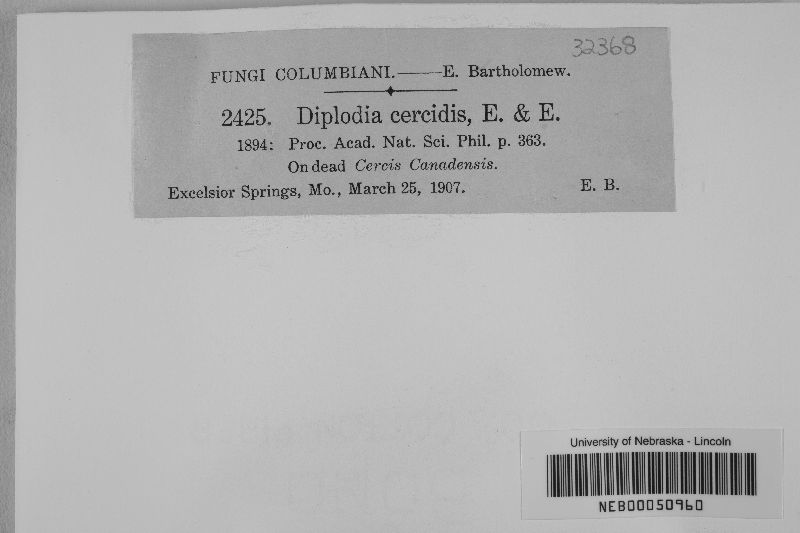 32368
FUNGI COLUMBIANI.——E. Bartholomew.
2425. Diplodia cercidis, E. & E.
1894: Proc. Acad. Nat. Sci. Phil. p. 363.
On dead Cercis Canadensis.
Excelsior Springs, Mo., March 25, 1907. E. B.
University of Nebraska - Lincoln
NEB00050960